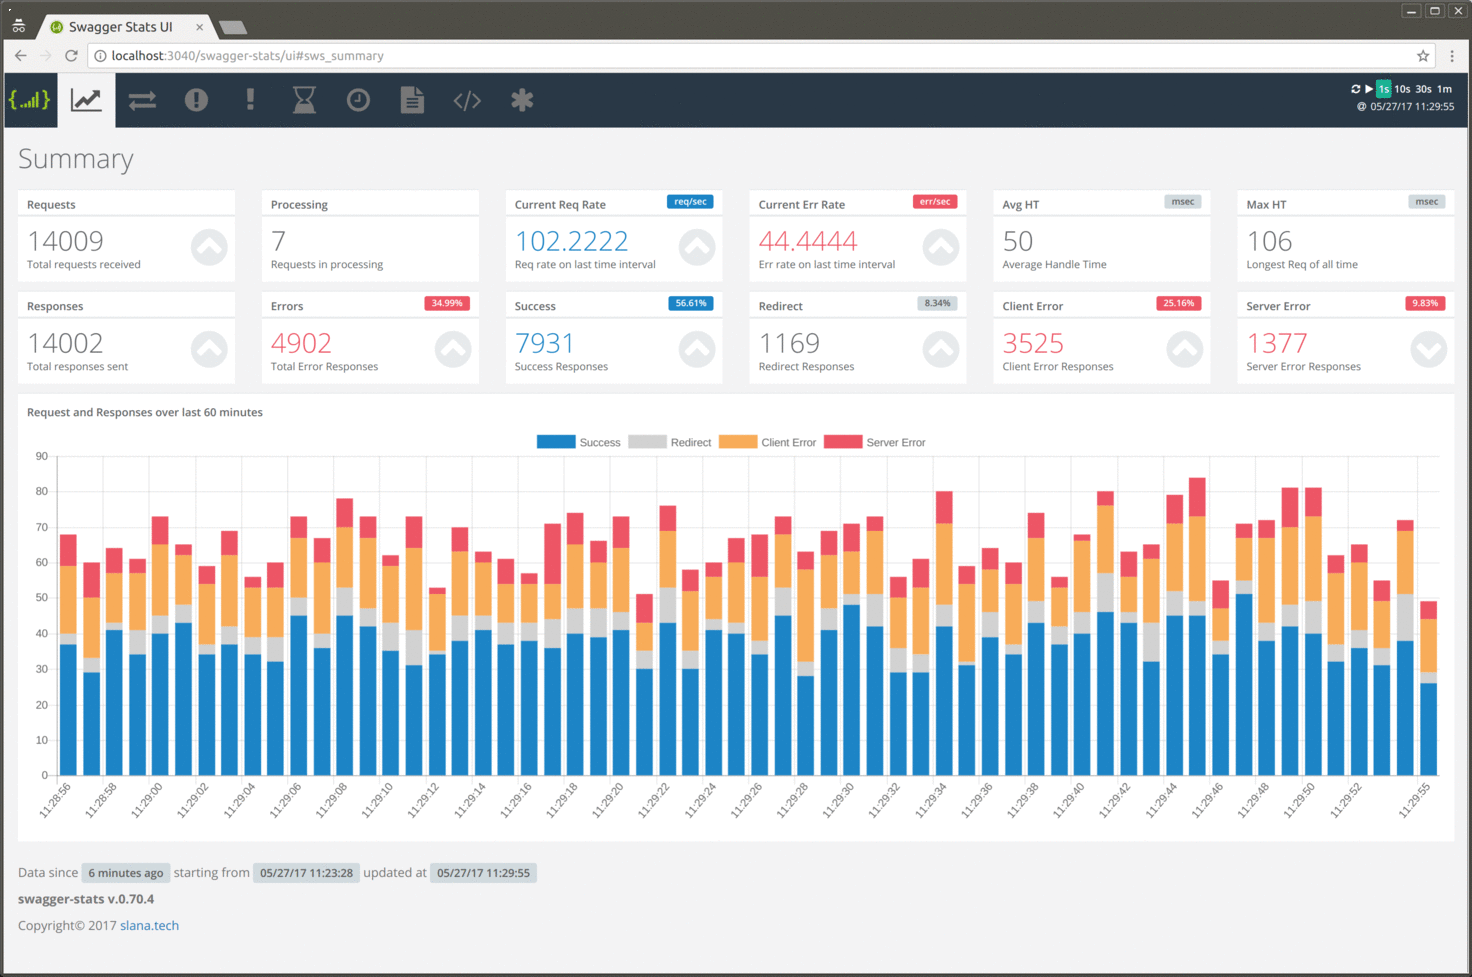 Swagger Stats UI
localhost:3040/swagger-stats/ui#sws_summary
1s 10s 30s 1m
@ 05/27/17 11:29:55
Summary
Requests
14009
Total requests received
Processing
7
Requests in processing
Current Req Rate req/sec
102.2222
Req rate on last time interval
Current Err Rate err/sec
44.4444
Err rate on last time interval
Avg HT msec
50
Average Handle Time
Max HT msec
106
Longest Req of all time
Responses
14002
Total responses sent
Errors 34.99%
4902
Total Error Responses
Success 56.61%
7931
Success Responses
Redirect 8.34%
1169
Redirect Responses
Client Error 25.16%
3525
Client Error Responses
Server Error 9.83%
1377
Server Error Responses
Request and Responses over last 60 minutes
Success Redirect Client Error Server Error
90
80
70
60
50
40
30
20
10
0
11:28:56 11:28:58 11:29:00 11:29:02 11:29:04 11:29:06 11:29:08 11:29:10 11:29:12 11:29:14 11:29:16 11:29:18 11:29:20 11:29:22 11:29:24 11:29:26 11:29:28 11:29:30 11:29:32 11:29:34 11:29:36 11:29:38 11:29:40 11:29:42 11:29:44 11:29:46 11:29:48 11:29:50 11:29:52 11:29:55
Data since 6 minutes ago starting from 05/27/17 11:23:28 updated at 05/27/17 11:29:55
swagger-stats v.0.70.4
Copyright© 2017 slana.tech